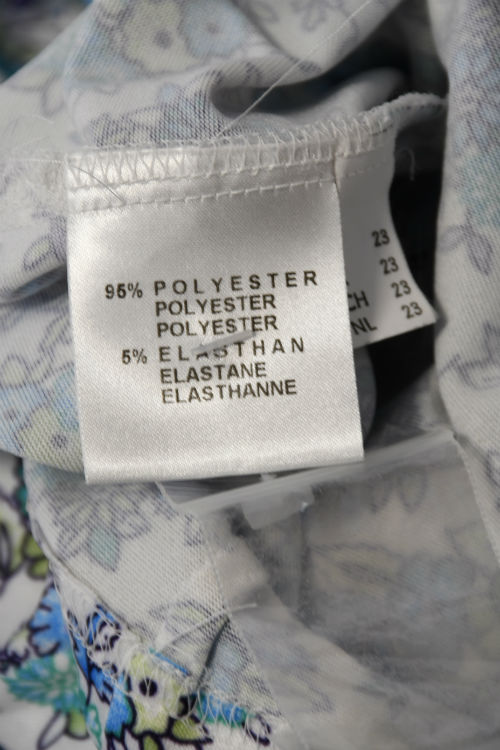 95% POLYESTER
POLYESTER
POLYESTER
5% ELASTHAN
ELASTANE
ELASTHANNE
23
23
CH 23
NL 23